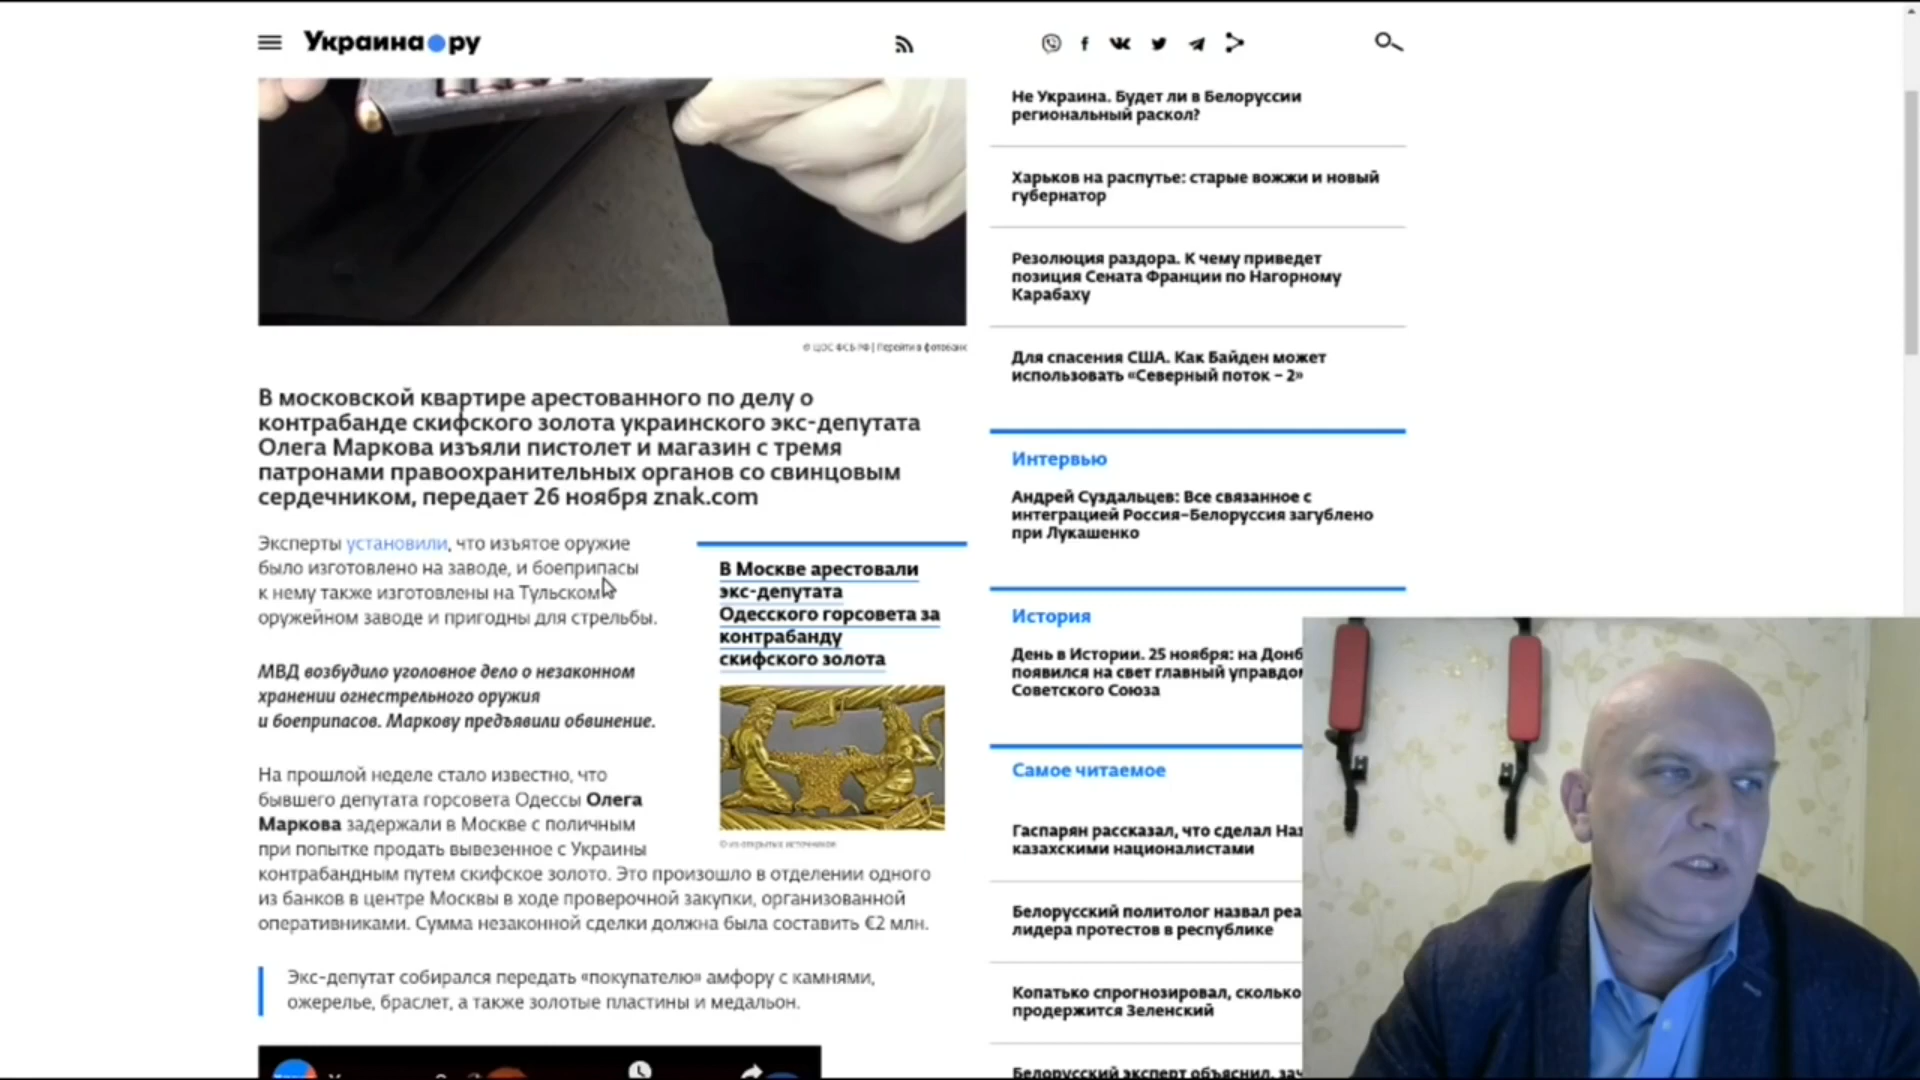 Украина ру
© ЦОС ФСБ РФ | Перейти в фотобанк
В московской квартире арестованного по делу о
контрабанде скифского золота украинского экс-депутата
Олега Маркова изъяли пистолет и магазин с тремя
патронами правоохранительных органов со свинцовым
сердечником, передает 26 ноября znak.com
Эксперты установили, что изъятое оружие
было изготовлено на заводе, и боеприпасы
к нему также изготовлены на Тульском
оружейном заводе и пригодны для стрельбы.
МВД возбудило уголовное дело о незаконном
хранении огнестрельного оружия
и боеприпасов. Маркову предъявили обвинение.
На прошлой неделе стало известно, что
бывшего депутата горсовета Одессы Олега
Маркова задержали в Москве с поличным
при попытке продать вывезенное с Украины
контрабандным путем скифское золото. Это произошло в отделении одного
из банков в центре Москвы в ходе проверочной закупки, организованной
оперативниками. Сумма незаконной сделки должна была составить €2 млн.
Экс-депутат собирался передать «покупателю» амфору с камнями,
ожерелье, браслет, а также золотые пластины и медальон.
В Москве арестовали
экс-депутата
Одесского горсовета за
контрабанду
скифского золота
© из открытых источников
Не Украина. Будет ли в Белоруссии
региональный раскол?
Харьков на распутье: старые вожжи и новый
губернатор
Резолюция раздора. К чему приведет
позиция Сената Франции по Нагорному
Карабаху
Для спасения США. Как Байден может
использовать «Северный поток – 2»
Интервью
Андрей Суздальцев: Все связанное с
интеграцией Россия-Белоруссия загублено
при Лукашенко
История
День в Истории. 25 ноября: на Донб
появился на свет главный управдом
Советского Союза
Самое читаемое
Гаспарян рассказал, что сделал Наз
казахскими националистами
Белорусский политолог назвал реа
лидера протестов в республике
Копатько спрогнозировал, сколько
продержится Зеленский
Белорусский эксперт объяснил, зач